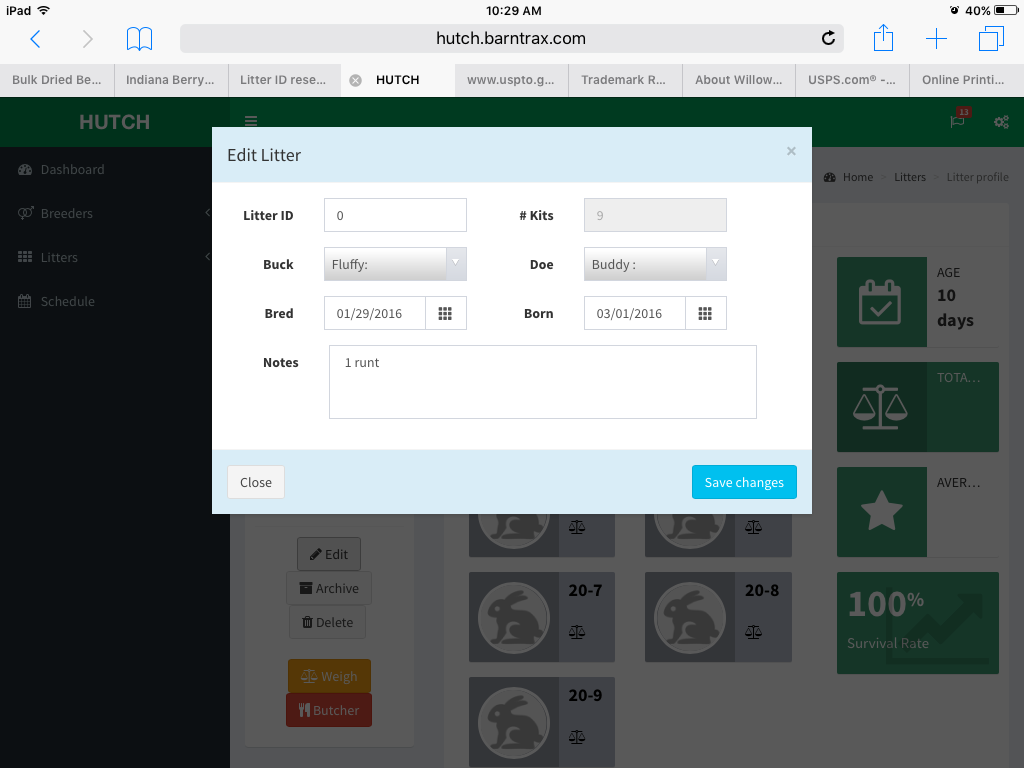 iPad 10:29 AM 40%
hutch.barntrax.com
Bulk Dried Be... Indiana Berry... Litter ID rese... HUTCH www.uspto.g... Trademark R... About Willow... USPS.com® -... Online Printi...
HUTCH 13
Edit Litter ×
Dashboard
Home Litters Litter profile
Breeders
Litters
Schedule
Litter ID 0 # Kits 9
Buck Fluffy: Doe Buddy :
Bred 01/29/2016 Born 03/01/2016
Notes 1 runt
Close Save changes
AGE
10
days
TOTA...
AVER...
100%
Survival Rate
Edit
Archive
Delete
Weigh
Butcher
20-7 20-8
20-9